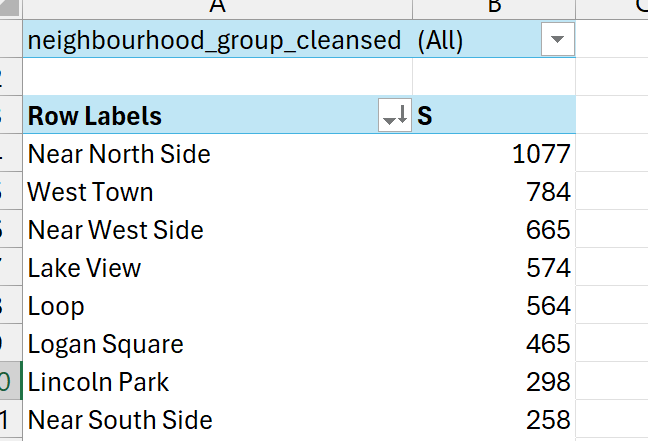 A B
neighbourhood_group_cleansed (All)
Row Labels S
Near North Side 1077
West Town 784
Near West Side 665
Lake View 574
Loop 564
Logan Square 465
Lincoln Park 298
Near South Side 258